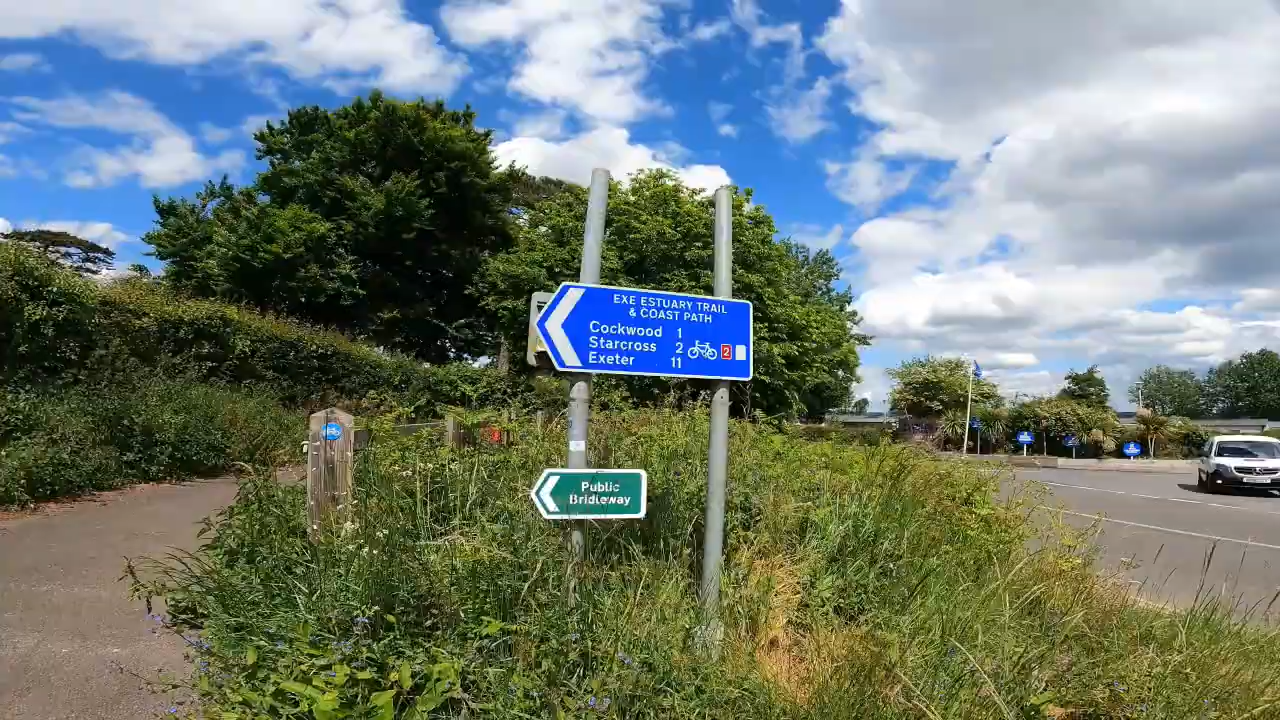 EXE ESTUARY TRAIL
& COAST PATH
Cockwood 1
Starcross 2
Exeter 11
2
Public
Bridleway